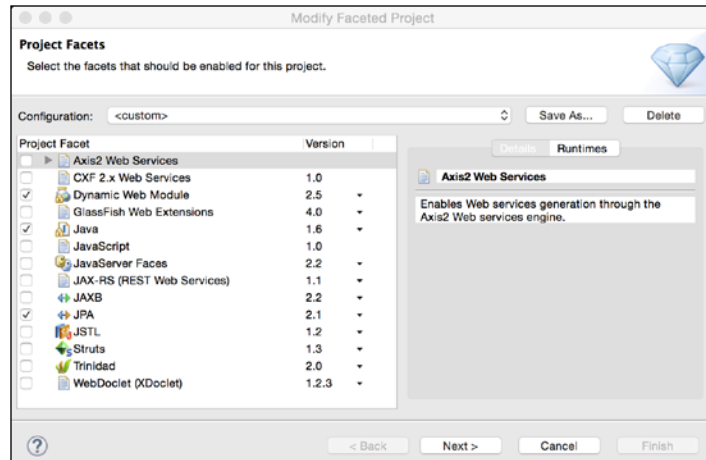 Modify Faceted Project
Project Facets
Select the facets that should be enabled for this project.
Configuration: <custom> Save As... Delete
Project Facet Version
Details Runtimes
Axis2 Web Services
CXF 2.x Web Services 1.0
Dynamic Web Module 2.5
GlassFish Web Extensions 4.0
Java 1.6
JavaScript 1.0
JavaServer Faces 2.2
JAX-RS (REST Web Services) 1.1
JAXB 2.2
JPA 2.1
JSTL 1.2
Struts 1.3
Trinidad 2.0
WebDoclet (XDoclet) 1.2.3
Axis2 Web Services
Enables Web services generation through the
Axis2 Web services engine.
? < Back Next > Cancel Finish